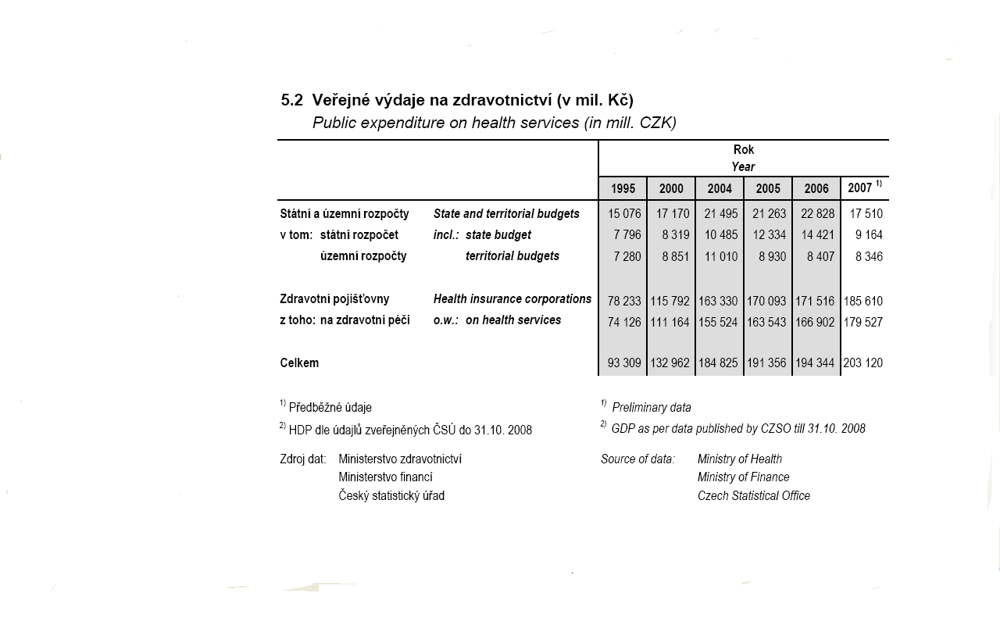 5.2 Veřejné výdaje na zdravotnictví (v mil. Kč)
Public expenditure on health services (in mill. CZK)
Rok
Year
1995 2000 2004 2005 2006 2007 1)
Státní a územní rozpočty State and territorial budgets 15 076 17 170 21 495 21 263 22 828 17 510
v tom: státní rozpočet incl.: state budget 7 796 8 319 10 485 12 334 14 421 9 164
územní rozpočty territorial budgets 7 280 8 851 11 010 8 930 8 407 8 346
Zdravotní pojišťovny Health insurance corporations 78 233 115 792 163 330 170 093 171 516 185 610
z toho: na zdravotní péči o.w.: on health services 74 126 111 164 155 524 163 543 166 902 179 527
Celkem 93 309 132 962 184 825 191 356 194 344 203 120
1) Předběžné údaje 1) Preliminary data
2) HDP dle údajlů zveřejněných ČSÚ do 31.10. 2008 2) GDP as per data published by CZSO till 31.10. 2008
Zdroj dat: Ministerstvo zdravotnictví Source of data: Ministry of Health
Ministerstvo financí Ministry of Finance
Český statistický úřad Czech Statistical Office